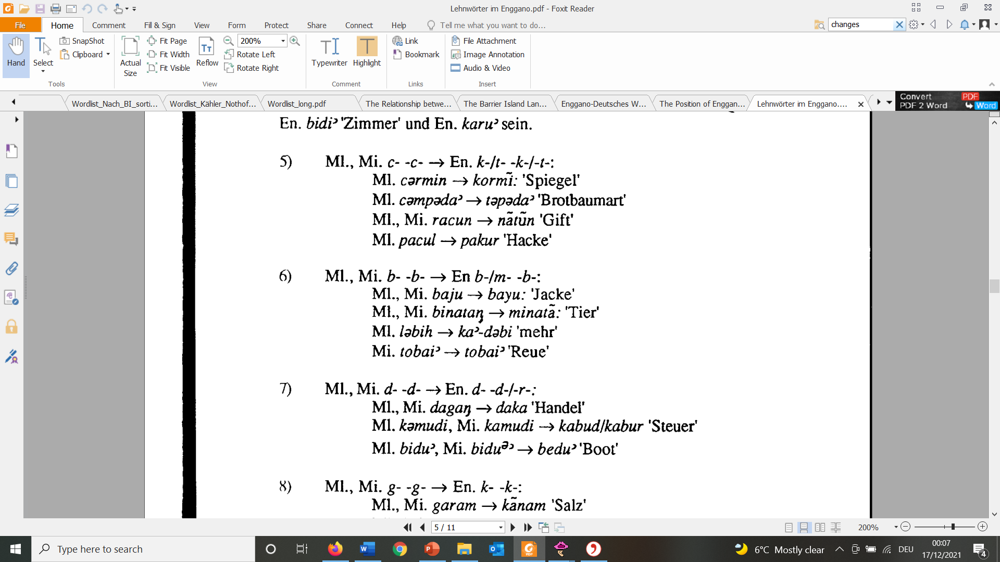 Lehnwörter im Enggano.pdf - Foxit Reader
File Home Comment Fill & Sign View Form Protect Share Connect Help Tell me what you want to do... changes
Hand Select SnapShot Clipboard
Tools
Actual Size Fit Page Fit Width Fit Visible Reflow 200% Rotate Left Rotate Right
View
Typewriter Highlight
Comment
Link Bookmark
Links
File Attachment Image Annotation Audio & Video
Insert
Wordlist_Nach_BI_sorti... Wordlist_Kähler_Nothof... Wordlist_long.pdf The Relationship betwe... The Barrier Island Lan... Enggano-Deutsches W... The Position of Enggan... Lehnwörter im Enggano....
Convert PDF
PDF 2 Word Word
En. bidiʾ 'Zimmer' und En. karuʾ sein.
5) Ml., Mi. c- -c- → En. k-/t- -k-/-t-:
Ml. cərmin → kormĩ: 'Spiegel'
Ml. cəmpədaʾ → təpədaʾ 'Brotbaumart'
Ml., Mi. racun → nãtũn 'Gift'
Ml. pacul → pakur 'Hacke'
6) Ml., Mi. b- -b- → En b-/m- -b-:
Ml., Mi. baju → bayu: 'Jacke'
Ml., Mi. binataŋ → minatã: 'Tier'
Ml. ləbih → kaʾ-dəbi 'mehr'
Mi. tobaiʾ → tobaiʾ 'Reue'
7) Ml., Mi. d- -d- → En. d- -d-/-r-:
Ml., Mi. dagaŋ → daka 'Handel'
Ml. kəmudi, Mi. kamudi → kabud/kabur 'Steuer'
Ml. biduʾ, Mi. biduᵊʾ → beduʾ 'Boot'
8) Ml., Mi. g- -g- → En. k- -k-:
Ml., Mi. garam → kãnam 'Salz'
5 / 11 200%
Type here to search 6°C Mostly clear DEU 00:07
17/12/2021 4